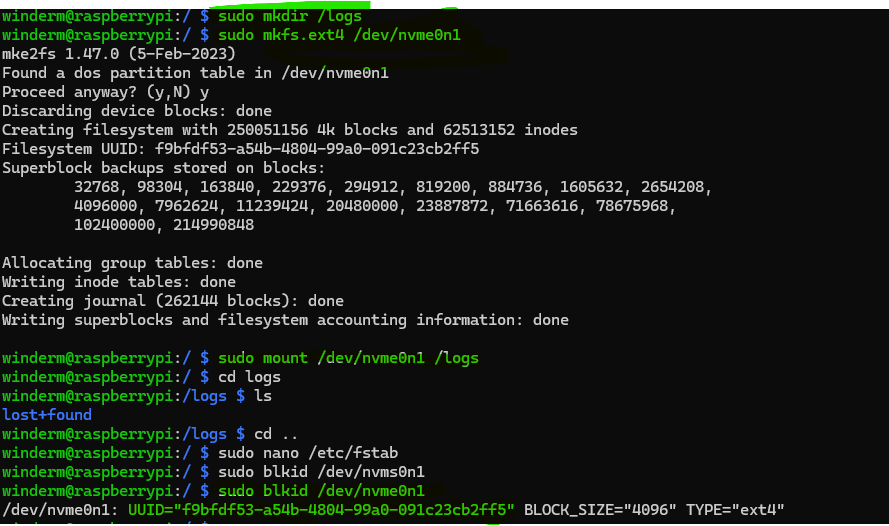 winderm@raspberrypi:/ $ sudo mkdir /logs
winderm@raspberrypi:/ $ sudo mkfs.ext4 /dev/nvme0n1
mke2fs 1.47.0 (5-Feb-2023)
Found a dos partition table in /dev/nvme0n1
Proceed anyway? (y,N) y
Discarding device blocks: done
Creating filesystem with 250051156 4k blocks and 62513152 inodes
Filesystem UUID: f9bfdf53-a54b-4804-99a0-091c23cb2ff5
Superblock backups stored on blocks:
32768, 98304, 163840, 229376, 294912, 819200, 884736, 1605632, 2654208,
4096000, 7962624, 11239424, 20480000, 23887872, 71663616, 78675968,
102400000, 214990848
Allocating group tables: done
Writing inode tables: done
Creating journal (262144 blocks): done
Writing superblocks and filesystem accounting information: done
winderm@raspberrypi:/ $ sudo mount /dev/nvme0n1 /logs
winderm@raspberrypi:/ $ cd logs
winderm@raspberrypi:/logs $ ls
lost+found
winderm@raspberrypi:/logs $ cd ..
winderm@raspberrypi:/ $ sudo nano /etc/fstab
winderm@raspberrypi:/ $ sudo blkid /dev/nvms0n1
winderm@raspberrypi:/ $ sudo blkid /dev/nvme0n1
/dev/nvme0n1: UUID="f9bfdf53-a54b-4804-99a0-091c23cb2ff5" BLOCK_SIZE="4096" TYPE="ext4"